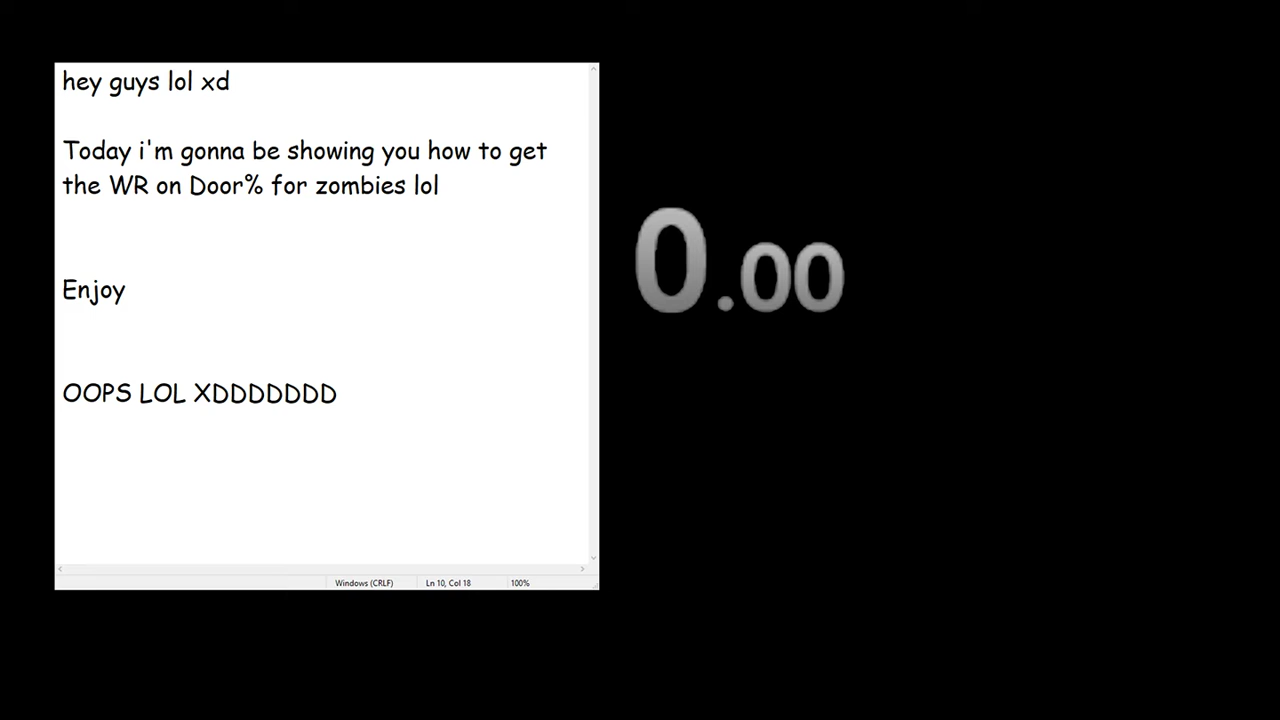 hey guys lol xd
Today i'm gonna be showing you how to get
the WR on Door% for zombies lol
Enjoy
OOPS LOL XDDDDDDD
0.00
Windows (CRLF) Ln 10, Col 18 100%